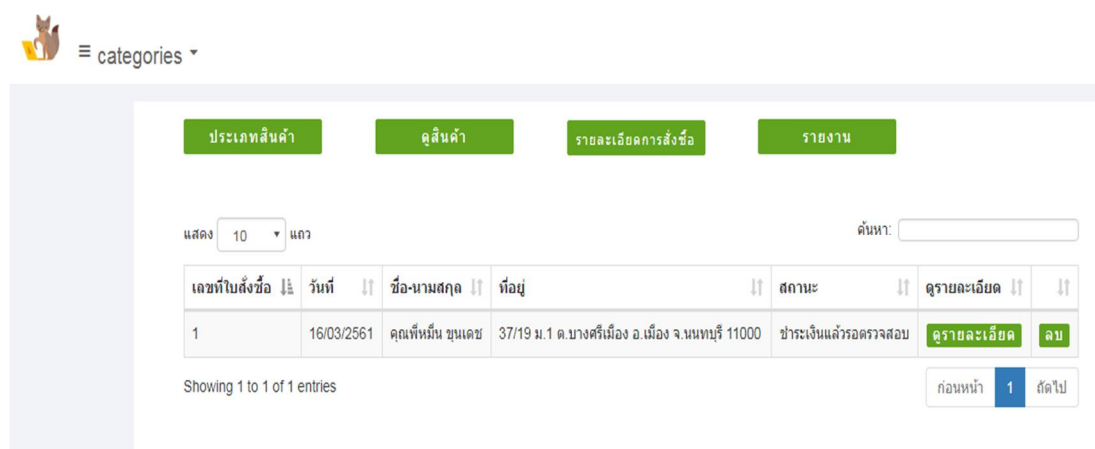 ≡ categories
ประเภทสินค้า ดูสินค้า รายละเอียดการสั่งซื้อ รายงาน
แสดง 10 แถว ค้นหา:
เลขที่ใบสั่งซื้อ วันที่ ชื่อ-นามสกุล ที่อยู่ สถานะ ดูรายละเอียด
1 16/03/2561 คุณพี่หมื่น ขุนเดช 37/19 ม.1 ต.บางศรีเมือง อ.เมือง จ.นนทบุรี 11000 ชำระเงินแล้วรอตรวจสอบ ดูรายละเอียด ลบ
Showing 1 to 1 of 1 entries ก่อนหน้า 1 ถัดไป